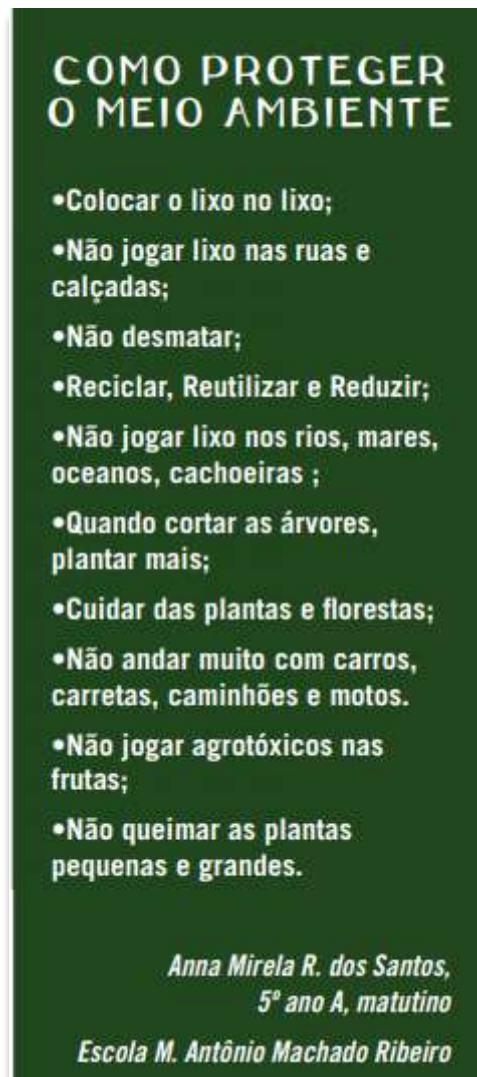 COMO PROTEGER
O MEIO AMBIENTE
•Colocar o lixo no lixo;
•Não jogar lixo nas ruas e
calçadas;
•Não desmatar;
•Reciclar, Reutilizar e Reduzir;
•Não jogar lixo nos rios, mares,
oceanos, cachoeiras ;
•Quando cortar as árvores,
plantar mais;
•Cuidar das plantas e florestas;
•Não andar muito com carros,
carretas, caminhões e motos.
•Não jogar agrotóxicos nas
frutas;
•Não queimar as plantas
pequenas e grandes.
Anna Mirela R. dos Santos,
5º ano A, matutino
Escola M. Antônio Machado Ribeiro